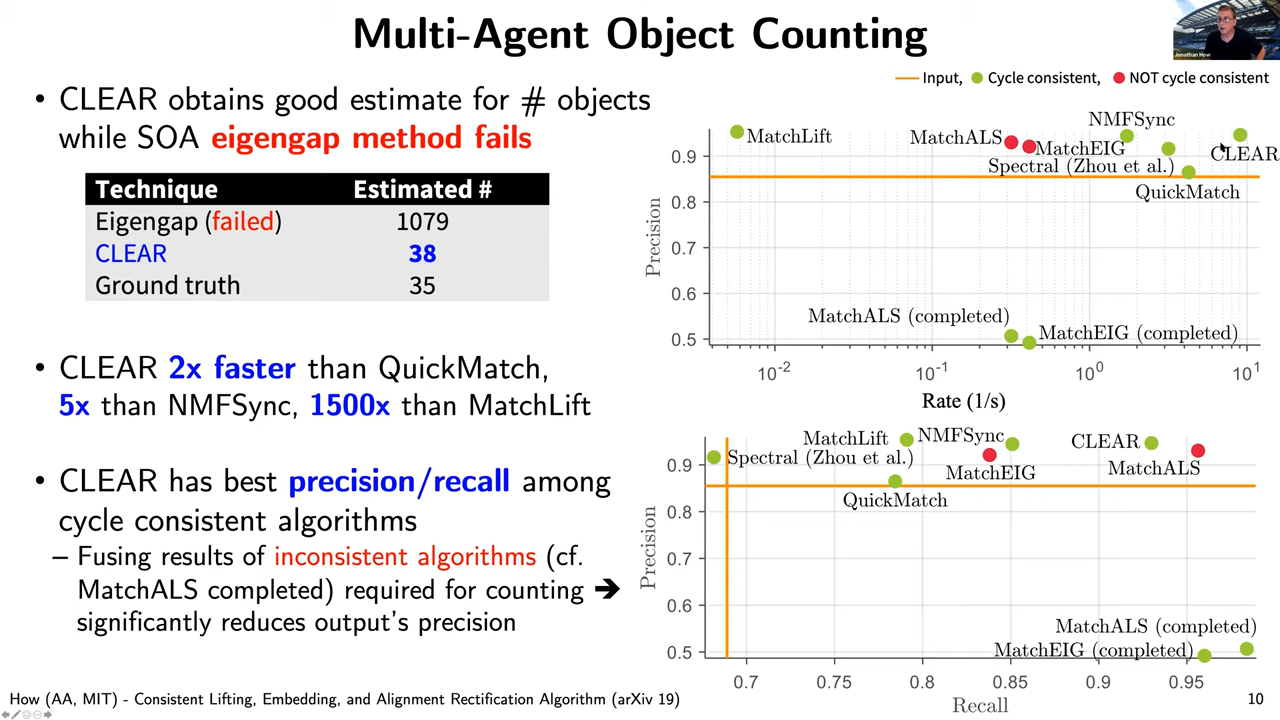 Multi-Agent Object Counting
Jonathan How
• CLEAR obtains good estimate for # objects
while SOA eigengap method fails
Technique Estimated #
Eigengap (failed) 1079
CLEAR 38
Ground truth 35
• CLEAR 2x faster than QuickMatch,
5x than NMFSync, 1500x than MatchLift
• CLEAR has best precision/recall among
cycle consistent algorithms
– Fusing results of inconsistent algorithms (cf.
MatchALS completed) required for counting ➔
significantly reduces output's precision
Input, Cycle consistent, NOT cycle consistent
NMFSync
MatchLift
MatchALS
MatchEIG
CLEAR
Spectral (Zhou et al.)
QuickMatch
MatchALS (completed)
MatchEIG (completed)
Precision
0.9
0.8
0.7
0.6
0.5
10-2 10-1 100 101
Rate (1/s)
MatchLift
NMFSync
CLEAR
Spectral (Zhou et al.)
MatchEIG
MatchALS
QuickMatch
MatchALS (completed)
MatchEIG (completed)
Precision
0.9
0.8
0.7
0.6
0.5
0.7 0.75 0.8 0.85 0.9 0.95
Recall
How (AA, MIT) - Consistent Lifting, Embedding, and Alignment Rectification Algorithm (arXiv 19)
10